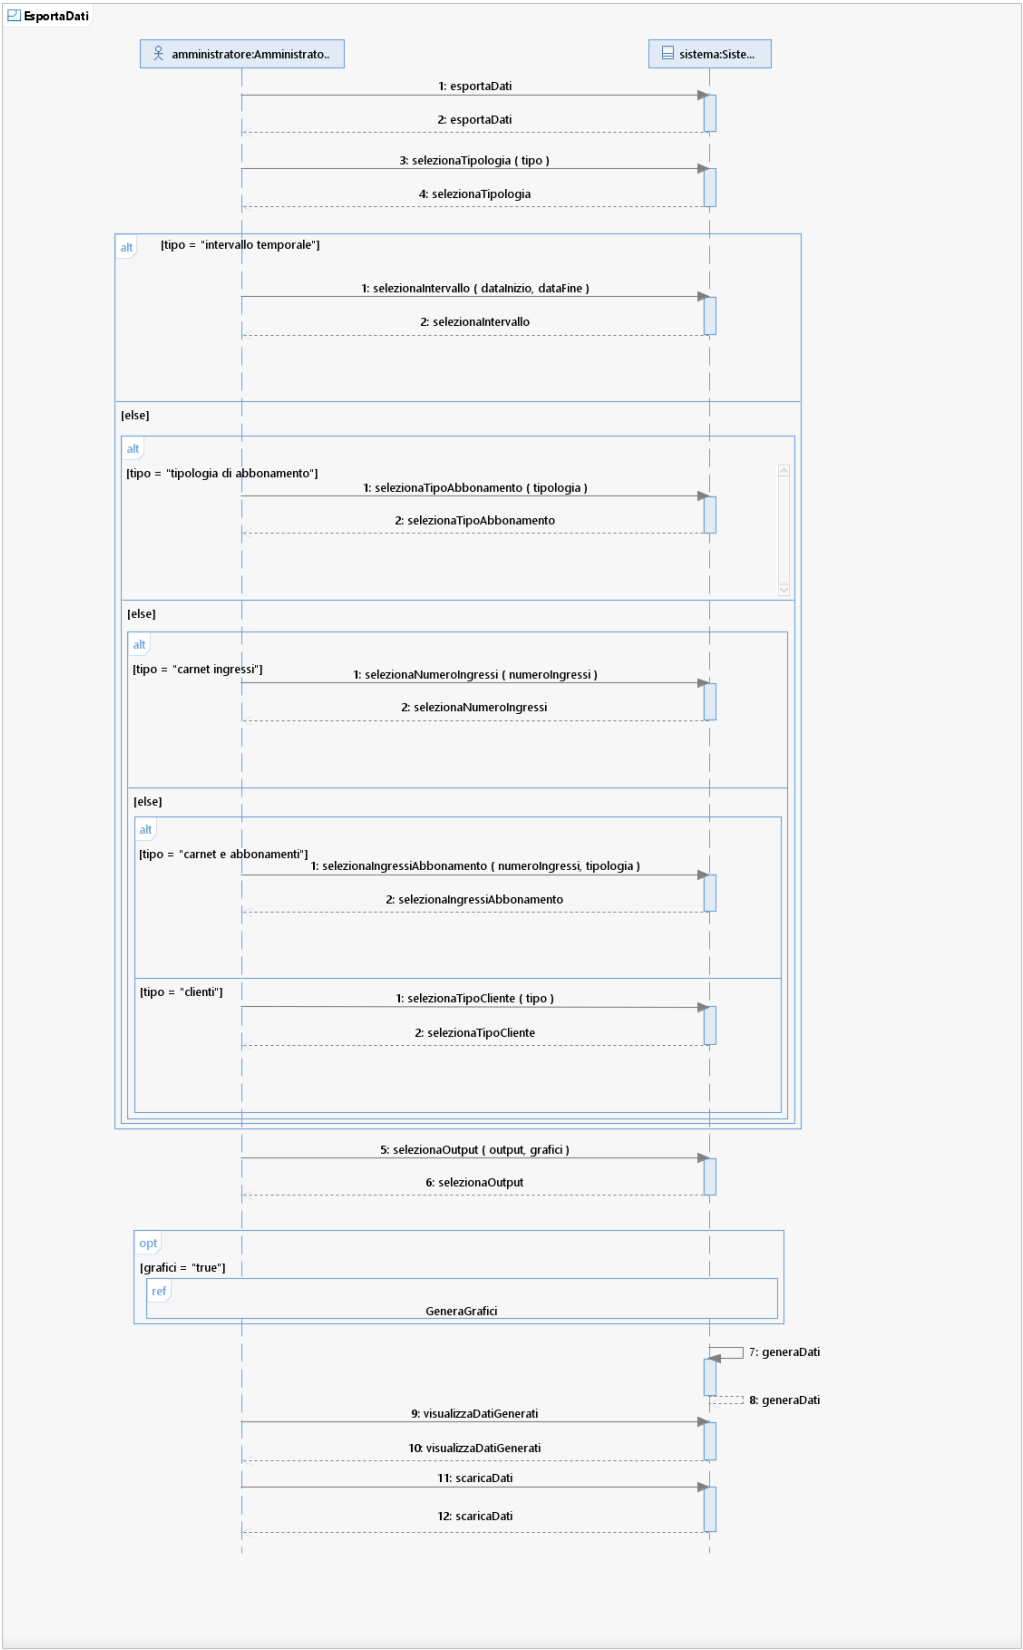 EsportaDati
amministratore:Amministrato..
sistema:Siste...
1: esportaDati
2: esportaDati
3: selezionaTipologia ( tipo )
4: selezionaTipologia
alt
[tipo = "intervallo temporale"]
1: selezionaIntervallo ( dataInizio, dataFine )
2: selezionaIntervallo
[else]
alt
[tipo = "tipologia di abbonamento"]
1: selezionaTipoAbbonamento ( tipologia )
2: selezionaTipoAbbonamento
[else]
alt
[tipo = "carnet ingressi"]
1: selezionaNumeroIngressi ( numeroIngressi )
2: selezionaNumeroIngressi
[else]
alt
[tipo = "carnet e abbonamenti"]
1: selezionaIngressiAbbonamento ( numeroIngressi, tipologia )
2: selezionaIngressiAbbonamento
[tipo = "clienti"]
1: selezionaTipoCliente ( tipo )
2: selezionaTipoCliente
5: selezionaOutput ( output, grafici )
6: selezionaOutput
opt
[grafici = "true"]
ref
GeneraGrafici
7: generaDati
8: generaDati
9: visualizzaDatiGenerati
10: visualizzaDatiGenerati
11: scaricaDati
12: scaricaDati